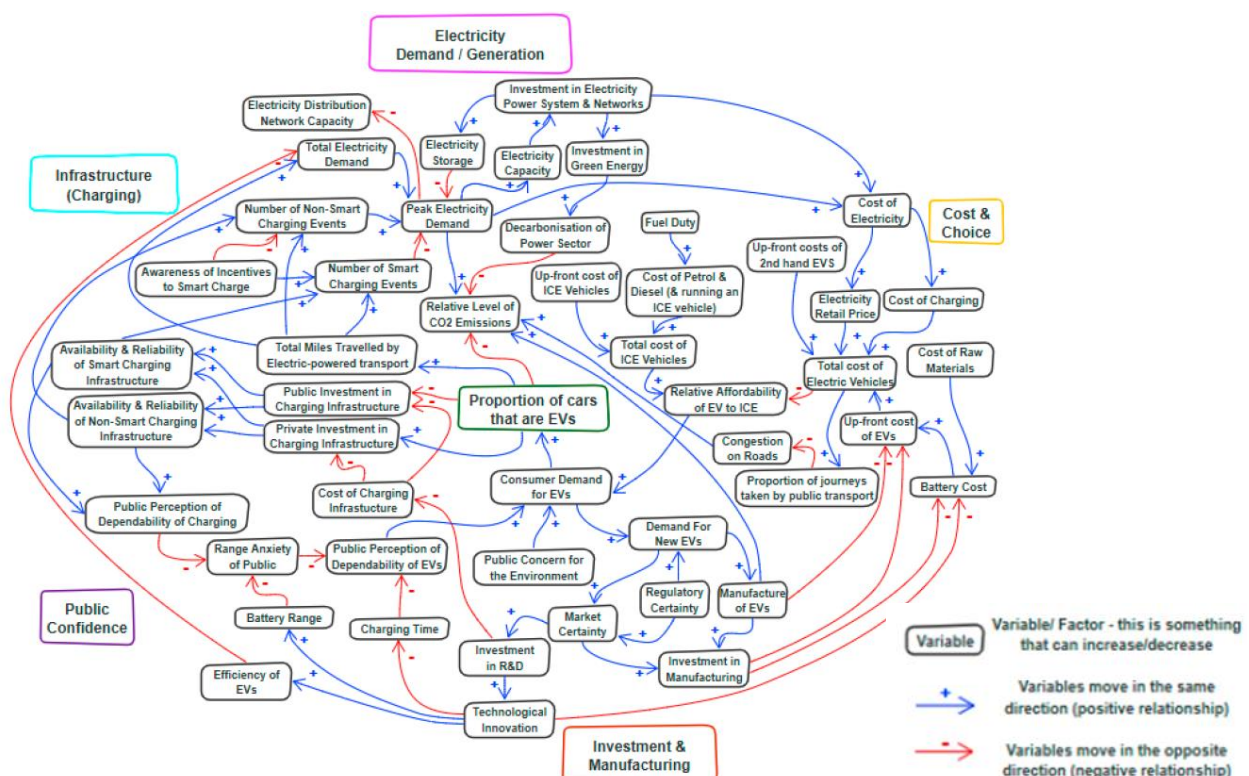 Electricity
Demand / Generation
Investment in Electricity
Power System & Networks
Electricity Distribution
Network Capacity
Total Electricity
Demand
Electricity
Storage
Electricity
Capacity
Investment in
Green Energy
Infrastructure
(Charging)
Number of Non-Smart
Charging Events
Peak Electricity
Demand
Decarbonisation of
Power Sector
Fuel Duty
Cost of
Electricity
Cost &
Choice
Awareness of Incentives
to Smart Charge
Number of Smart
Charging Events
Up-front cost of
ICE Vehicles
Cost of Petrol &
Diesel (& running an
ICE vehicle)
Up-front costs of
2nd hand EVS
Relative Level of
CO2 Emissions
Electricity
Retail Price
Cost of Charging
Availability & Reliability
of Smart Charging
Infrastructure
Total Miles Travelled by
Electric-powered transport
Total cost of
ICE Vehicles
Total cost of
Electric Vehicles
Cost of Raw
Materials
Public Investment in
Charging Infrastructure
Proportion of cars
that are EVs
Relative Affordability
of EV to ICE
Availability & Reliability
of Non-Smart Charging
Infrastructure
Private Investment in
Charging Infrastructure
Up-front cost
of EVs
Congestion
on Roads
Cost of Charging
Infrastucture
Consumer Demand
for EVs
Proportion of journeys
taken by public transport
Battery Cost
Public Perception of
Dependability of Charging
Demand For
New EVs
Range Anxiety
of Public
Public Perception of
Dependability of EVs
Public Concern for
the Environment
Regulatory
Certainty
Manufacture
of EVs
Public
Confidence
Battery Range
Charging Time
Market
Certainty
Investment
in R&D
Investment in
Manufacturing
Efficiency of
EVs
Technological
Innovation
Investment &
Manufacturing
Variable
Variable/ Factor - this is something
that can increase/decrease
+
Variables move in the same
direction (positive relationship)
-
Variables move in the opposite
direction (negative relationship)